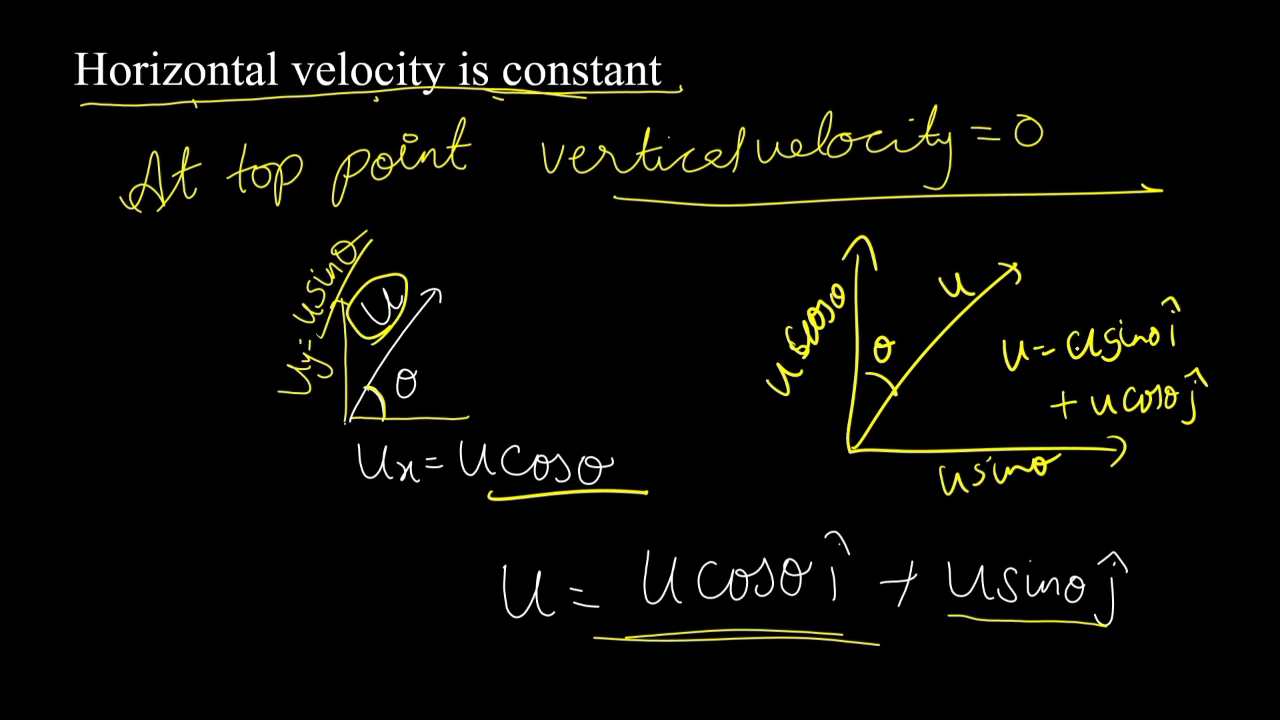 Horizontal velocity is constant
At top point vertical velocity = 0
uy = usinθ
u
θ
ux = ucosθ
ucosθ
u
θ
u = usinθ î
+ ucosθ ĵ
usinθ
u = ucosθ î + usinθ ĵ